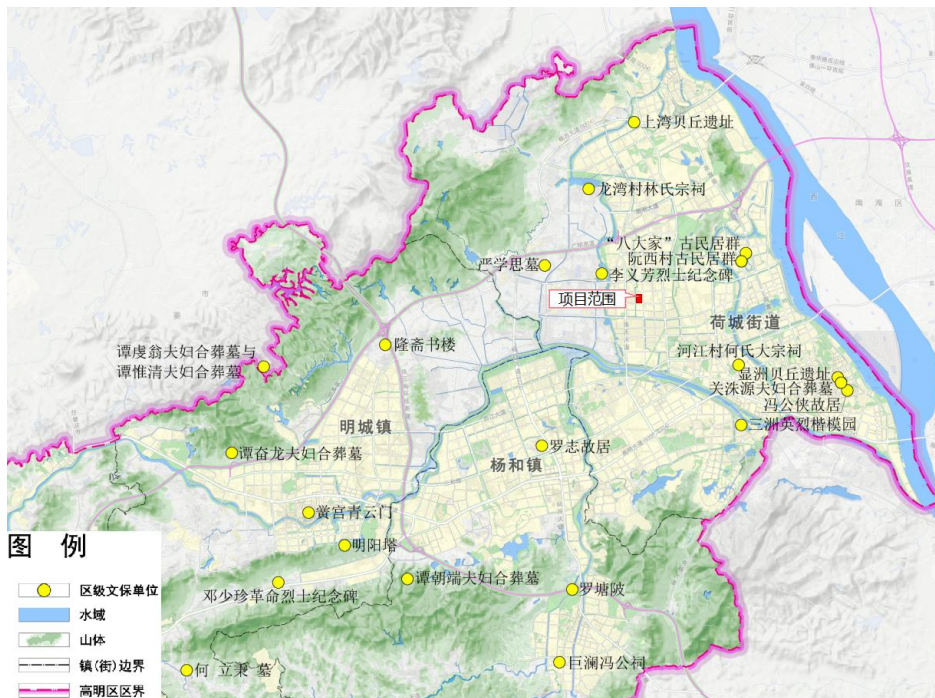 上湾贝丘遗址
龙湾村林氏宗祠
“八大家”古民居群
阮西村古民居群
严学思墓
李义芳烈士纪念碑
项目范围
荷城街道
隆斋书楼
河江村何氏大宗祠
谭虔翁夫妇合葬墓与
谭惟清夫妇合葬墓
显洲贝丘遗址
关洙源夫妇合葬墓
冯公侠故居
明城镇
三洲英烈楷模园
罗志故居
谭奋龙夫妇合葬墓
杨和镇
黉宫青云门
明阳塔
谭朝端夫妇合葬墓
邓少珍革命烈士纪念碑
罗塘陂
巨澜冯公祠
何 立秉 墓
南海区
市
图 例
区级文保单位
水域
山体
镇(街)边界
高明区区界